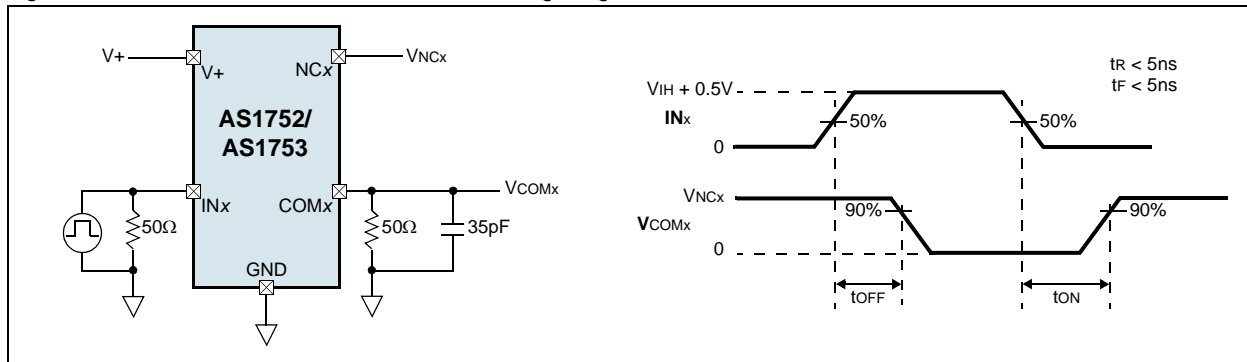 V+
V+
NCx
VNCx
AS1752/
AS1753
INx
COMx
VCOMx
50Ω
50Ω
35pF
GND
tR < 5ns
tF < 5ns
VIH + 0.5V
INx
50%
50%
0
VNCx
90%
90%
VCOMx
0
tOFF
tON